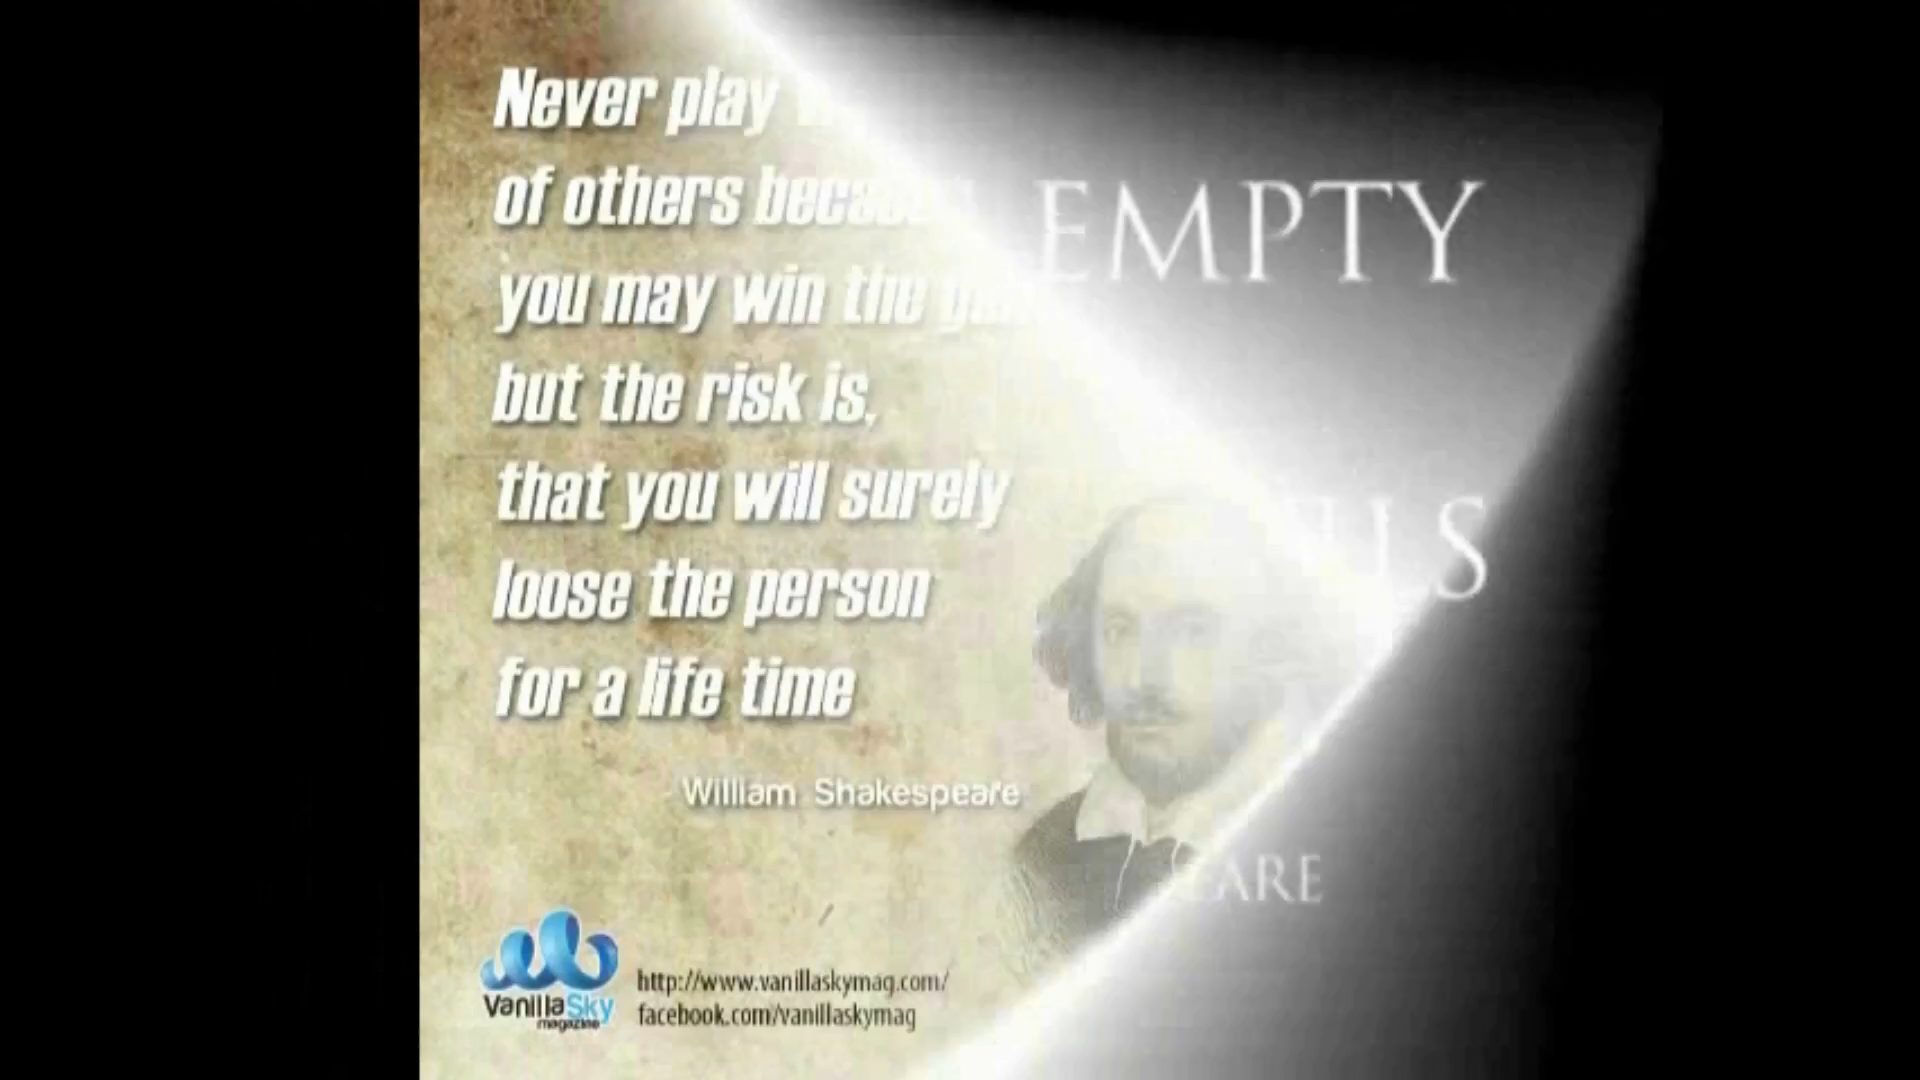 Never play
of others
EMPTY
you may win the
but the risk is,
that you will surely
loose the person
for a life time
William Shakespeare
VanillaSky
magazine
http://www.vanillaskymag.com/
facebook.com/vanillaskymag